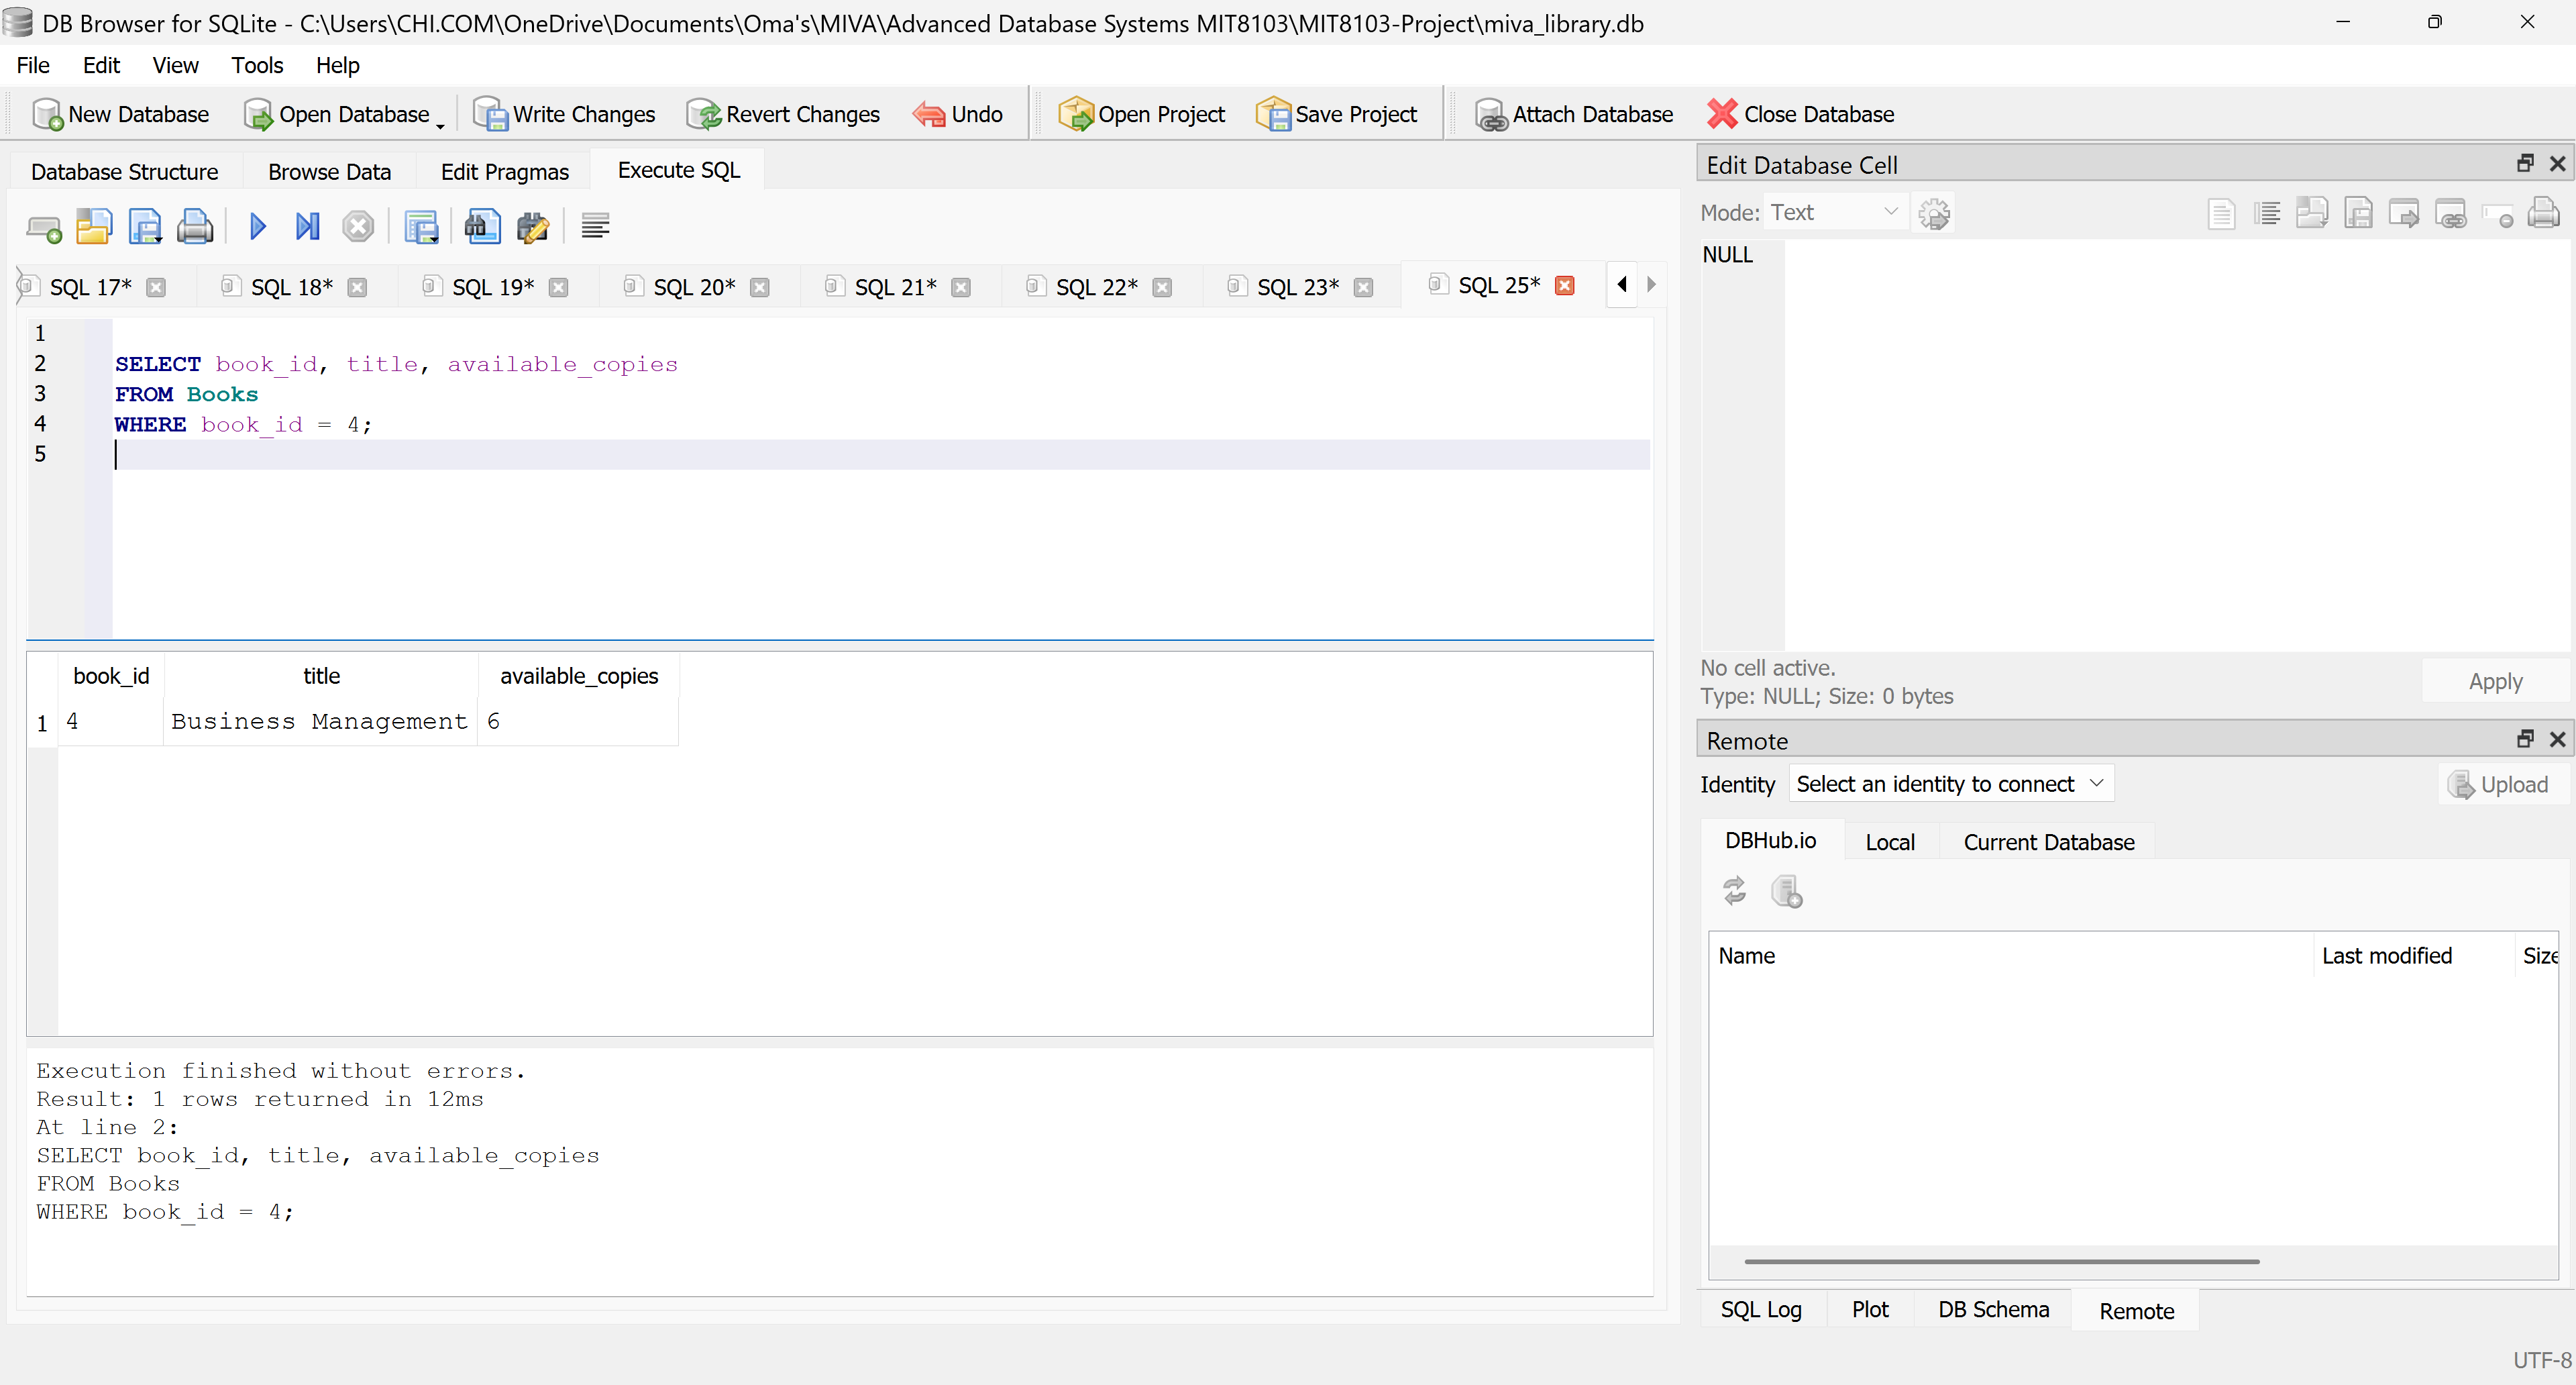 DB Browser for SQLite - C:\Users\CHI.COM\OneDrive\Documents\Oma's\MIVA\Advanced Database Systems MIT8103\MIT8103-Project\miva_library.db
File Edit View Tools Help
New Database Open Database Write Changes Revert Changes Undo Open Project Save Project Attach Database Close Database
Database Structure Browse Data Edit Pragmas Execute SQL
SQL 17* SQL 18* SQL 19* SQL 20* SQL 21* SQL 22* SQL 23* SQL 25*
1
2 SELECT book_id, title, available_copies
3 FROM Books
4 WHERE book_id = 4;
5
book_id title available_copies
1 4 Business Management 6
Execution finished without errors.
Result: 1 rows returned in 12ms
At line 2:
SELECT book_id, title, available_copies
FROM Books
WHERE book_id = 4;
Edit Database Cell
Mode: Text
NULL
No cell active.
Type: NULL; Size: 0 bytes
Apply
Remote
Identity Select an identity to connect Upload
DBHub.io Local Current Database
Name Last modified Size
SQL Log Plot DB Schema Remote
UTF-8